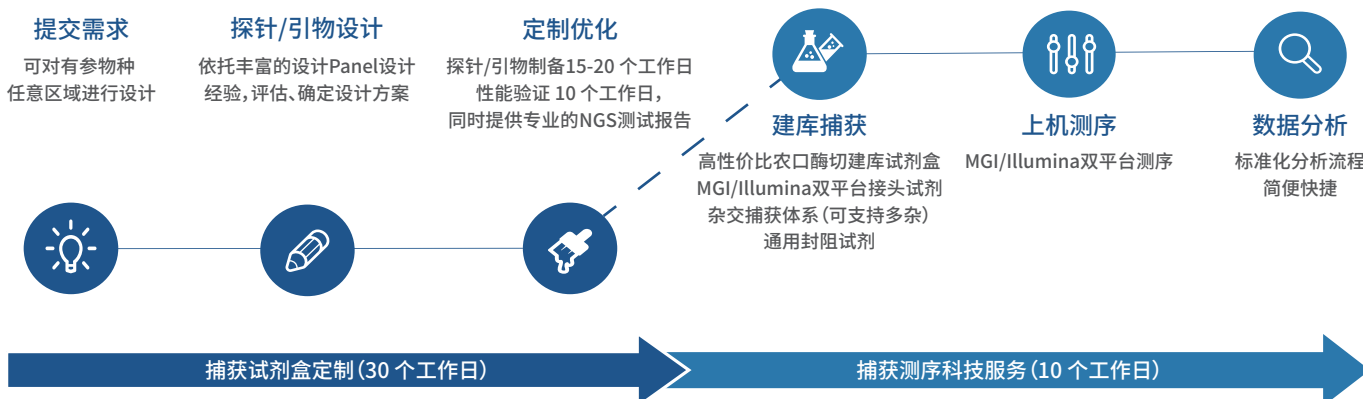 提交需求
可对有参物种
任意区域进行设计
探针/引物设计
依托丰富的设计Panel设计
经验,评估、确定设计方案
定制优化
探针/引物制备15-20 个工作日
性能验证 10 个工作日,
同时提供专业的NGS测试报告
建库捕获
高性价比农口酶切建库试剂盒
MGI/Illumina双平台接头试剂
杂交捕获体系(可支持多杂)
通用封阻试剂
上机测序
MGI/Illumina双平台测序
数据分析
标准化分析流程
简便快捷
捕获试剂盒定制(30 个工作日)
捕获测序科技服务(10 个工作日)